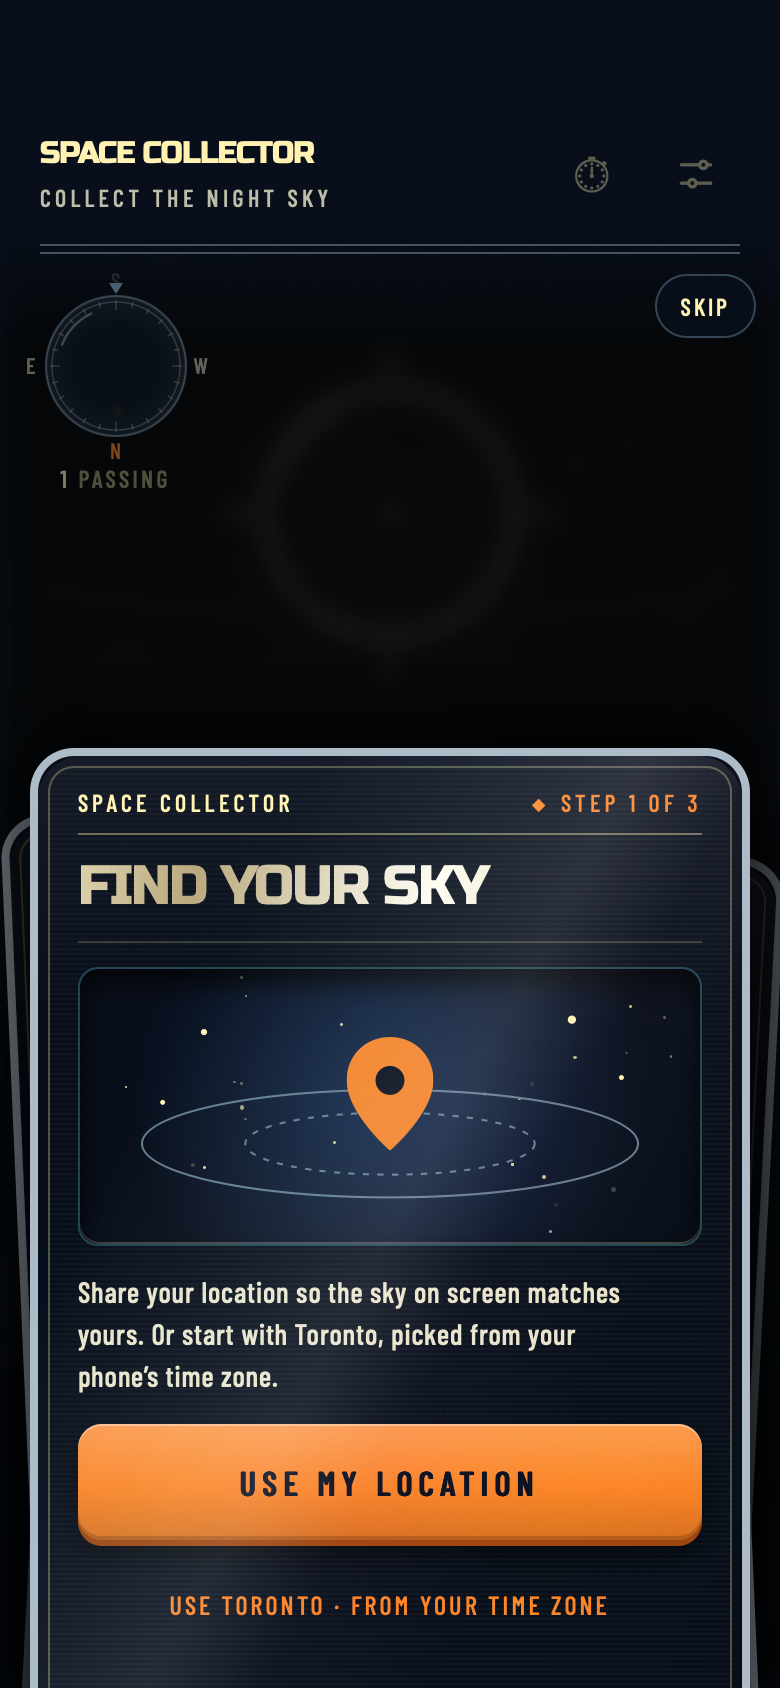 SPACE COLLECTOR
COLLECT THE NIGHT SKY
SKIP
S
E
W
N
1 PASSING
SPACE COLLECTOR
◆ STEP 1 OF 3
FIND YOUR SKY
Share your location so the sky on screen matches
yours. Or start with Toronto, picked from your
phone’s time zone.
USE MY LOCATION
USE TORONTO · FROM YOUR TIME ZONE